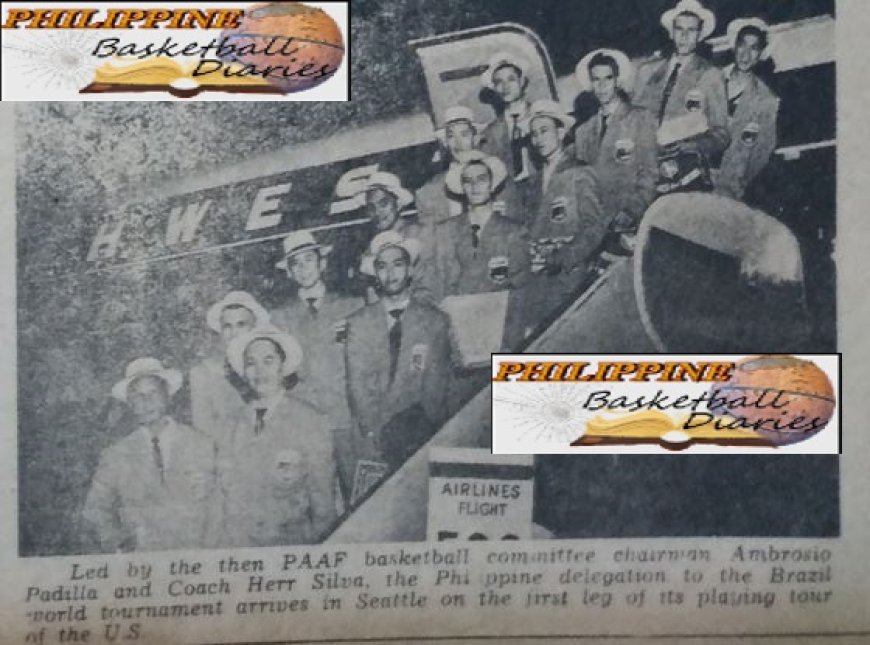 PHILIPPINE
Basketball
Diaries
HWES
PHILIPPINE
Basketball
Diaries
AIRLINES
FLIGHT
Led by the then PAAF basketball committee chairman Ambrosio
Padilla and Coach Herr Silva, the Philippine delegation to the Brazil
world tournament arrives in Seattle on the first leg of its playing tour
of the U.S.